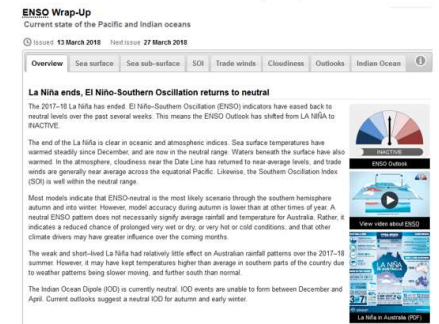 ENSO Wrap-Up
Current state of the Pacific and Indian oceans
Issued 13 March 2018 Next issue 27 March 2018
Overview Sea surface Sea sub-surface SOI Trade winds Cloudiness Outlooks Indian Ocean
La Niña ends, El Niño-Southern Oscillation returns to neutral
The 2017–18 La Niña has ended. El Niño–Southern Oscillation (ENSO) indicators have eased back to
neutral levels over the past several weeks. This means the ENSO Outlook has shifted from LA NIÑA to
INACTIVE.
The end of the La Niña is clear in oceanic and atmospheric indices. Sea surface temperatures have
warmed steadily since December, and are now in the neutral range. Waters beneath the surface have also
warmed. In the atmosphere, cloudiness near the Date Line has returned to near-average levels, and trade
winds are generally near average across the equatorial Pacific. Likewise, the Southern Oscillation Index
(SOI) is well within the neutral range.
Most models indicate that ENSO-neutral is the most likely scenario through the southern hemisphere
autumn and into winter. However, model accuracy during autumn is lower than at other times of year. A
neutral ENSO pattern does not necessarily signify average rainfall and temperature for Australia. Rather, it
indicates a reduced chance of prolonged very wet or dry, or very hot or cold conditions, and that other
climate drivers may have greater influence over the coming months.
The weak and short-lived La Niña had relatively little effect on Australian rainfall patterns over the 2017–18
summer. However, it may have kept temperatures higher than average in southern parts of the country due
to weather patterns being slower moving, and further south than normal.
The Indian Ocean Dipole (IOD) is currently neutral. IOD events are unable to form between December and
April. Current outlooks suggest a neutral IOD for autumn and early winter.
INACTIVE
ENSO Outlook
View video about ENSO
LA NIÑA
IN AUSTRALIA
La Niña in Australia (PDF)